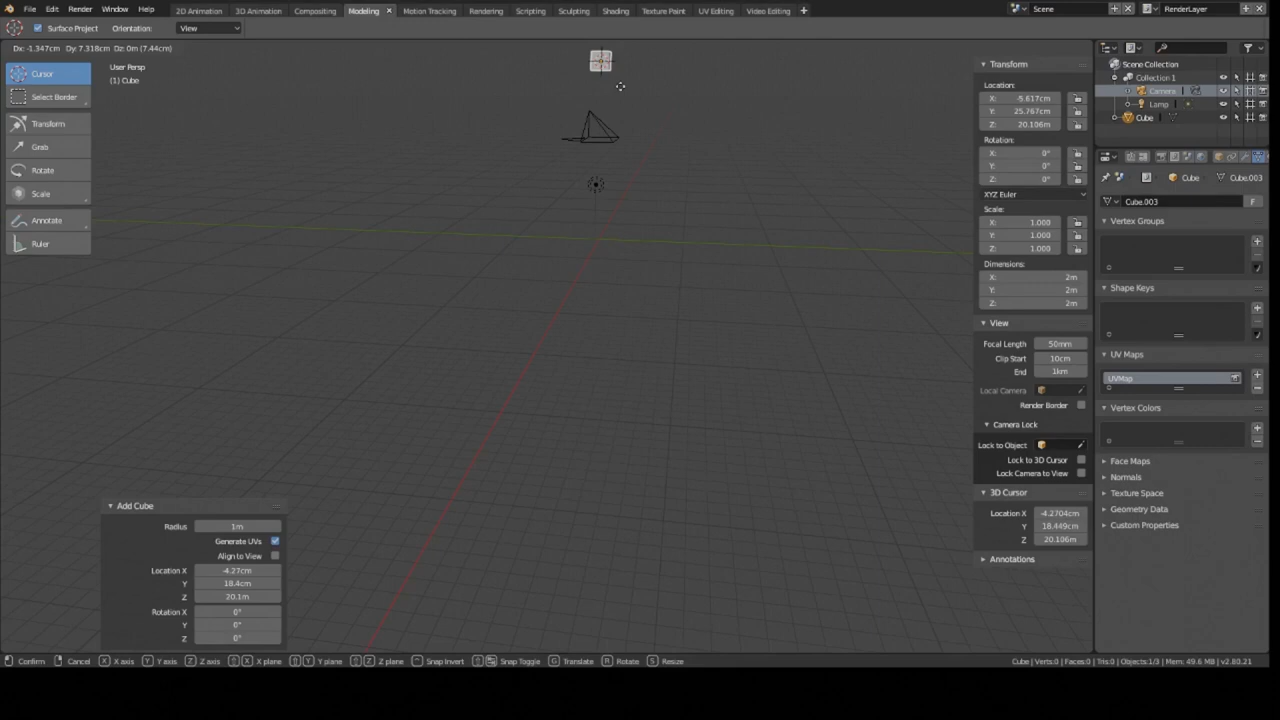 File Edit Render Window Help 2D Animation 3D Animation Compositing Modeling Motion Tracking Rendering Scripting Sculpting Shading Texture Paint UV Editing Video Editing Scene RenderLayer
Surface Project Orientation: View
Dx: -1.347cm Dy: 7.318cm Dz: 0m (7.44cm)
User Persp
(1) Cube
Cursor
Select Border
Transform
Grab
Rotate
Scale
Annotate
Ruler
Add Cube
Radius 1m
Generate UVs
Align to View
Location X -4.27cm
Y 18.4cm
Z 20.1m
Rotation X 0°
Y 0°
Z 0°
Transform
Location:
X: -5.617cm
Y: 25.767cm
Z: 20.106m
Rotation:
X: 0°
Y: 0°
Z: 0°
XYZ Euler
Scale:
X: 1.000
Y: 1.000
Z: 1.000
Dimensions:
X: 2m
Y: 2m
Z: 2m
View
Focal Length 50mm
Clip Start 10cm
End 1km
Local Camera
Render Border
Camera Lock
Lock to Object
Lock to 3D Cursor
Lock Camera to View
3D Cursor
Location X -4.2704cm
Y 18.449cm
Z 20.106m
Annotations
Scene Collection
Collection 1
Camera
Lamp
Cube
Cube Cube.003
Cube.003 F
Vertex Groups
Shape Keys
UV Maps
UVMap
Vertex Colors
Face Maps
Normals
Texture Space
Geometry Data
Custom Properties
Confirm Cancel X X axis Y Y axis Z Z axis X X plane Y Y plane Z Z plane Snap Invert Snap Toggle G Translate R Rotate S Resize Cube | Verts:0 | Faces:0 | Tris:0 | Objects:1/3 | Mem: 49.6 MB | v2.80.21